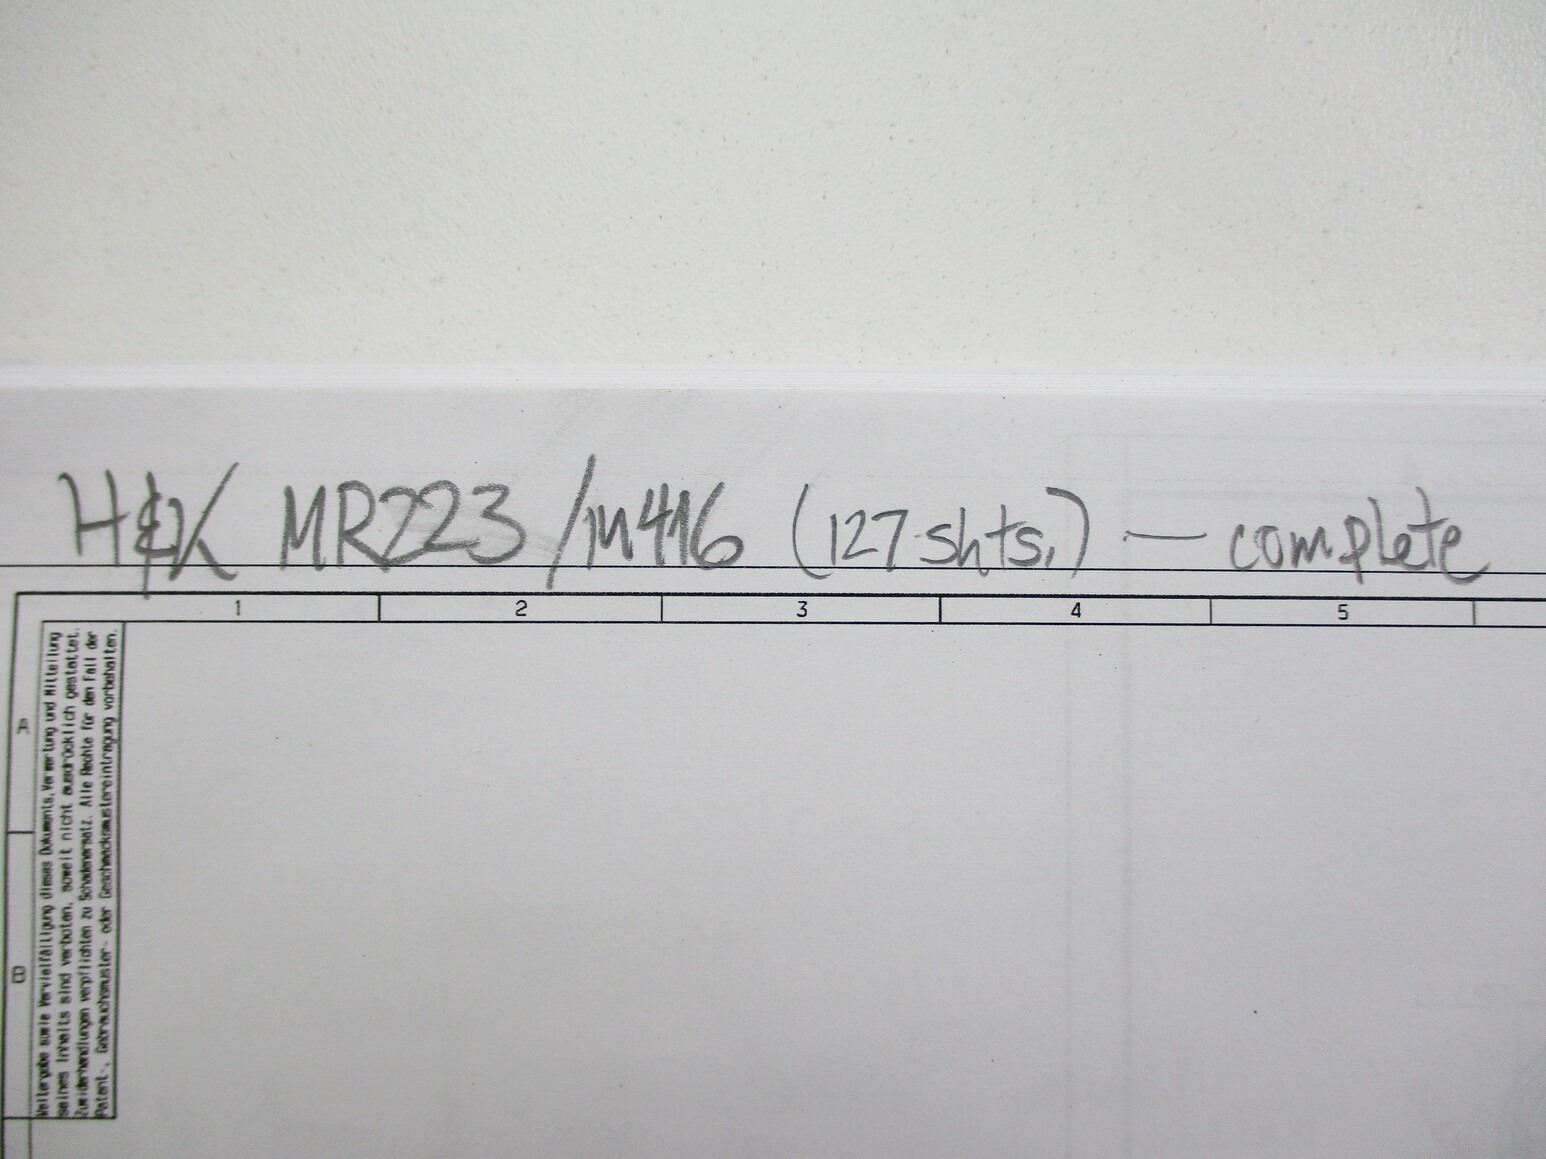 H&K MR223/m416 (127 shts.) — complete
1 2 3 4 5
A
B
Weitergabe sowie Vervielfältigung dieses Dokuments, Verwertung und Mitteilung
seines Inhalts sind verboten, soweit nicht ausdrücklich gestattet.
Zuwiderhandlungen verpflichten zu Schadenersatz. Alle Rechte für den Fall der
Patent-, Gebrauchsmuster- oder Geschmacksmustereintragung vorbehalten.